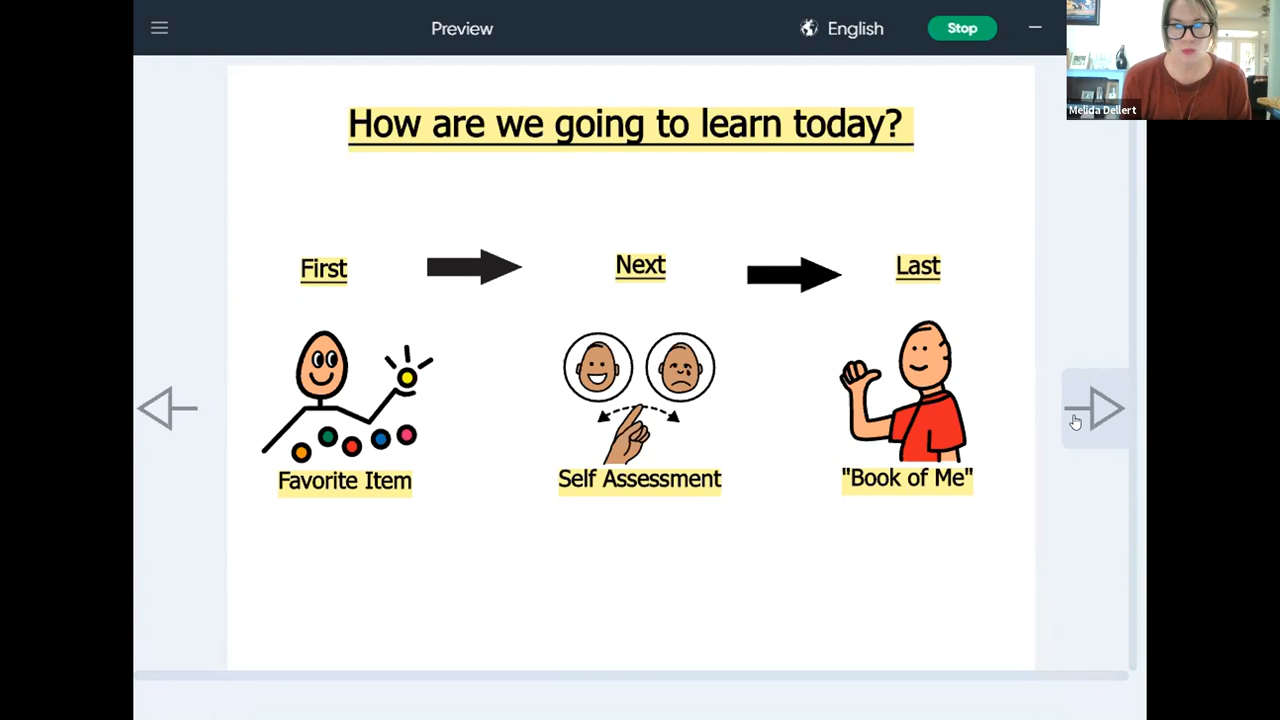 Preview
English
Stop
Melida Dellert
How are we going to learn today?
First
Next
Last
Favorite Item
Self Assessment
"Book of Me"